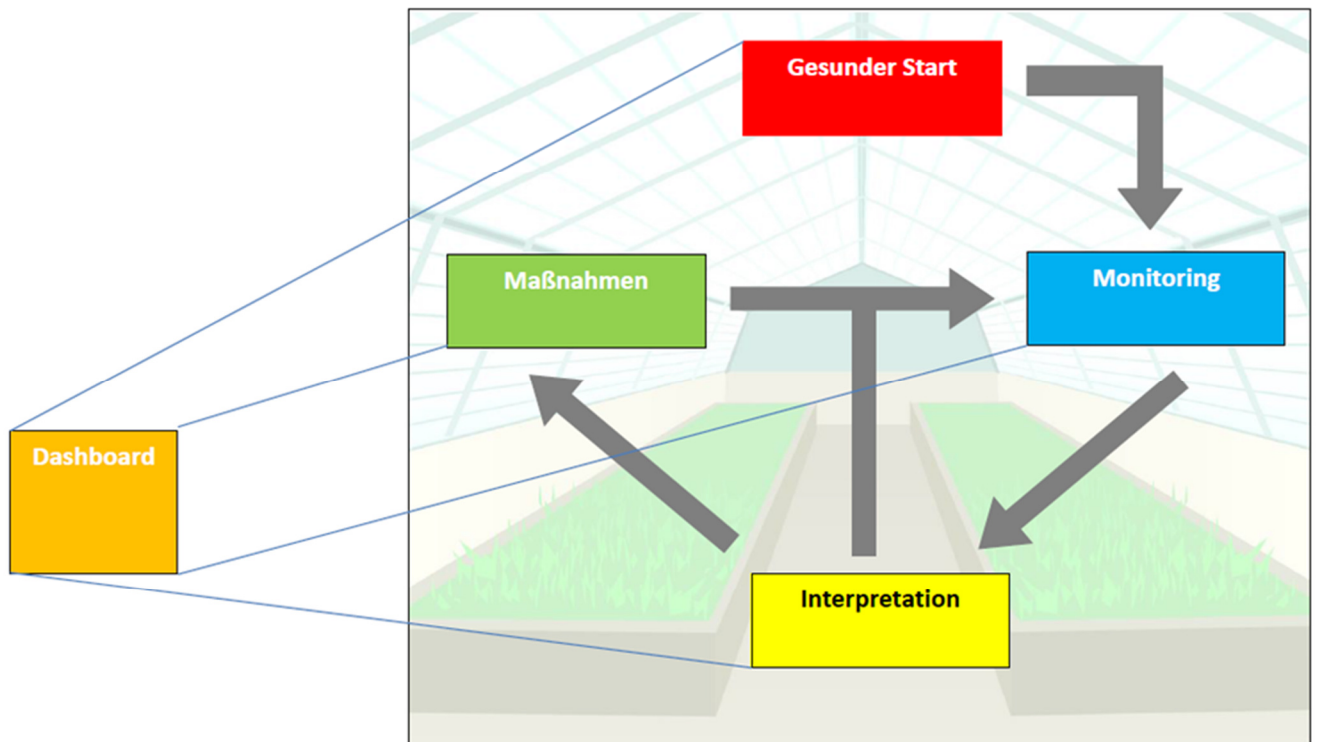 Gesunder Start
Maßnahmen
Monitoring
Dashboard
Interpretation